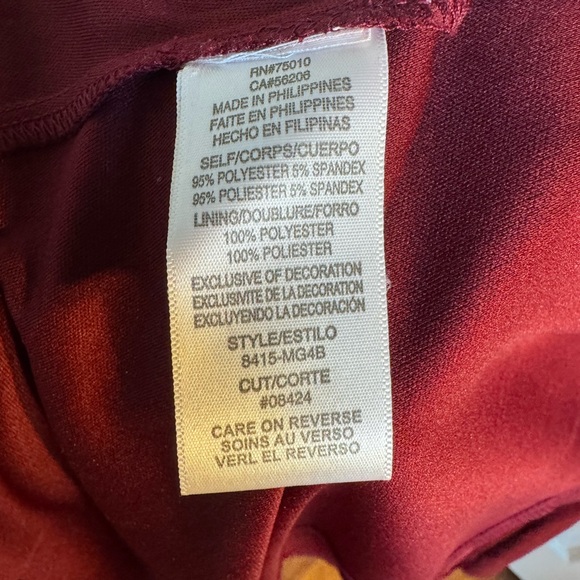 RN#75010
CA#56206
MADE IN PHILIPPINES
FAITE EN PHILIPPINES
HECHO EN FILIPINAS
SELF/CORPS/CUERPO
95% POLYESTER 5% SPANDEX
95% POLIESTER 5% SPANDEX
LINING/DOUBLURE/FORRO
100% POLYESTER
100% POLIESTER
EXCLUSIVE OF DECORATION
EXCLUSIVITE DE LA DECORATION
EXCLUYENDO LA DECORACIÓN
STYLE/ESTILO
8415-MG4B
CUT/CORTE
#08424
CARE ON REVERSE
SOINS AU VERSO
VERL EL REVERSO